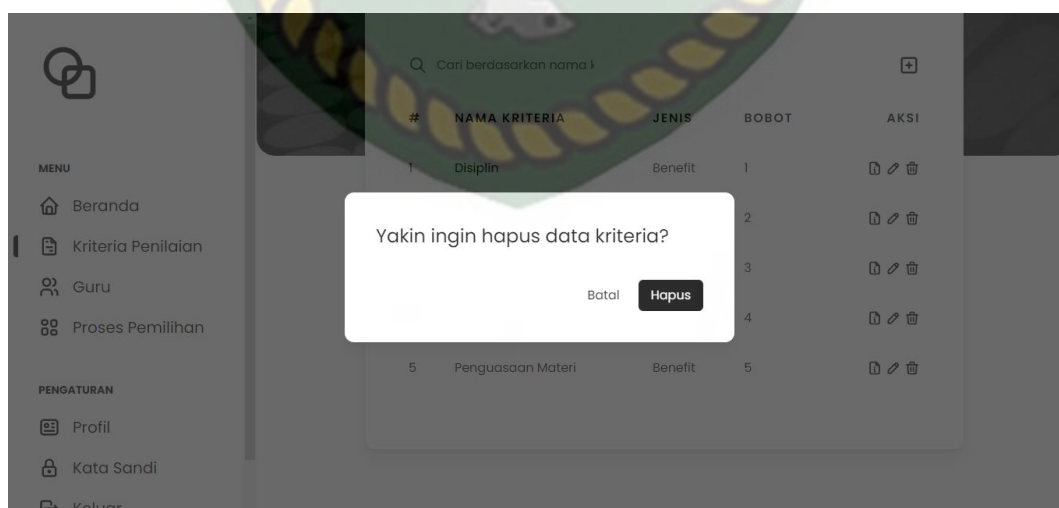 Cari berdasarkan nama k
# NAMA KRITERIA JENIS BOBOT AKSI
MENU
1 Disiplin Benefit 1
Beranda
2
Yakin ingin hapus data kriteria?
Kriteria Penilaian
3
Guru
Batal Hapus
4
Proses Pemilihan
5 Penguasaan Materi Benefit 5
PENGATURAN
Profil
Kata Sandi
Keluar